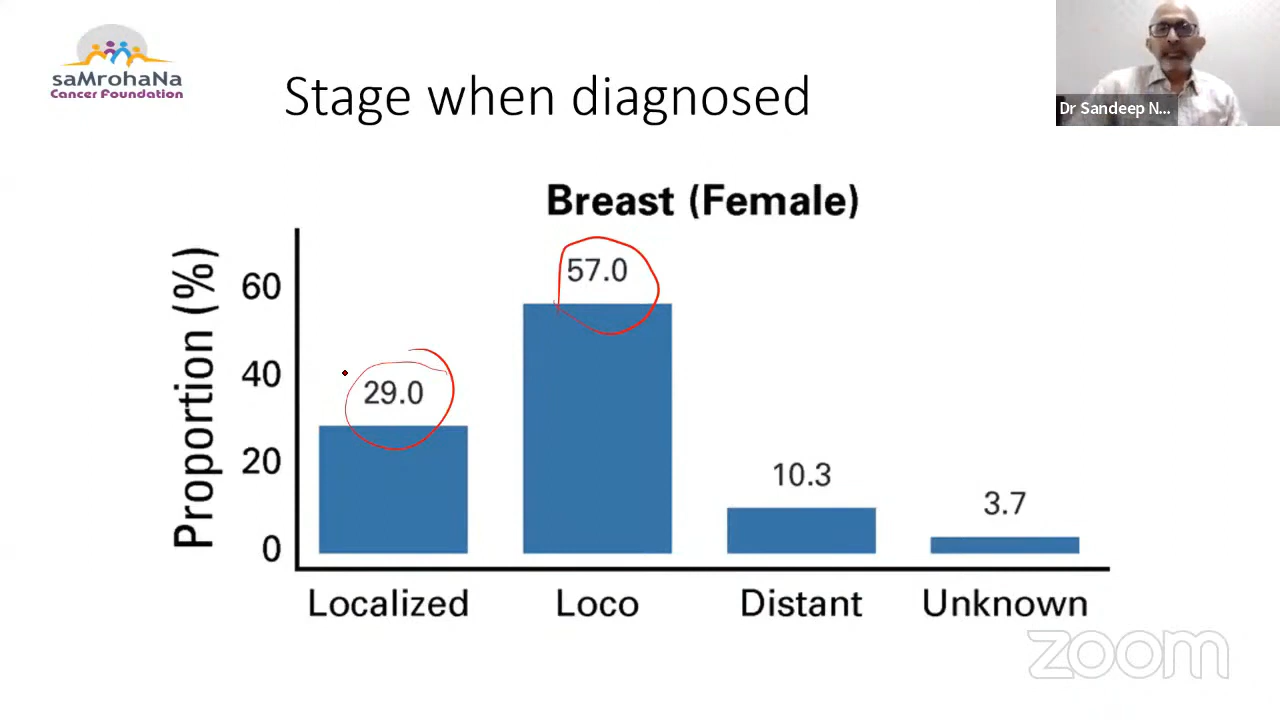 saMrohaNa
Cancer Foundation
Stage when diagnosed
Dr Sandeep N...
Breast (Female)
Proportion (%)
60
40
20
0
29.0
57.0
10.3
3.7
Localized
Loco
Distant
Unknown
zoom